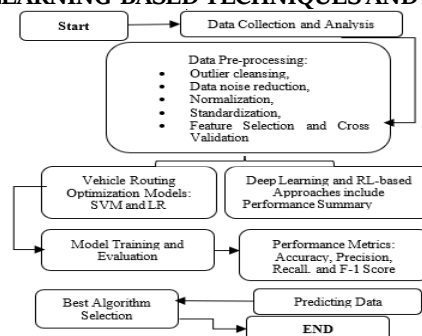 LEARNING-BASED TECHNIQUES AND
Start
Data Collection and Analysis
Data Pre-processing:
• Outlier cleansing,
• Data noise reduction,
• Normalization,
• Standardization,
• Feature Selection and Cross
Validation
Vehicle Routing
Optimization Models:
SVM and LR
Deep Learning and RL-based
Approaches include
Performance Summary
Model Training and
Evaluation
Performance Metrics:
Accuracy, Precision,
Recall. and F-1 Score
Best Algorithm
Selection
Predicting Data
END